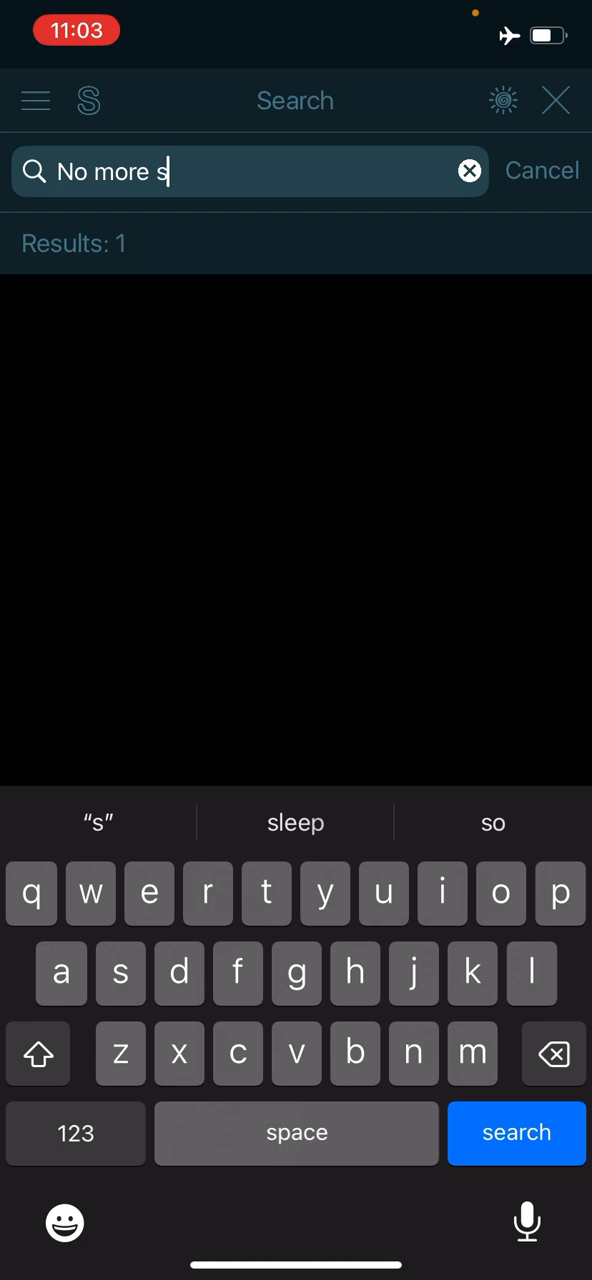 11:03
S Search
No more s Cancel
Results: 1
“s” sleep so
q w e r t y u i o p
a s d f g h j k l
z x c v b n m
123 space search